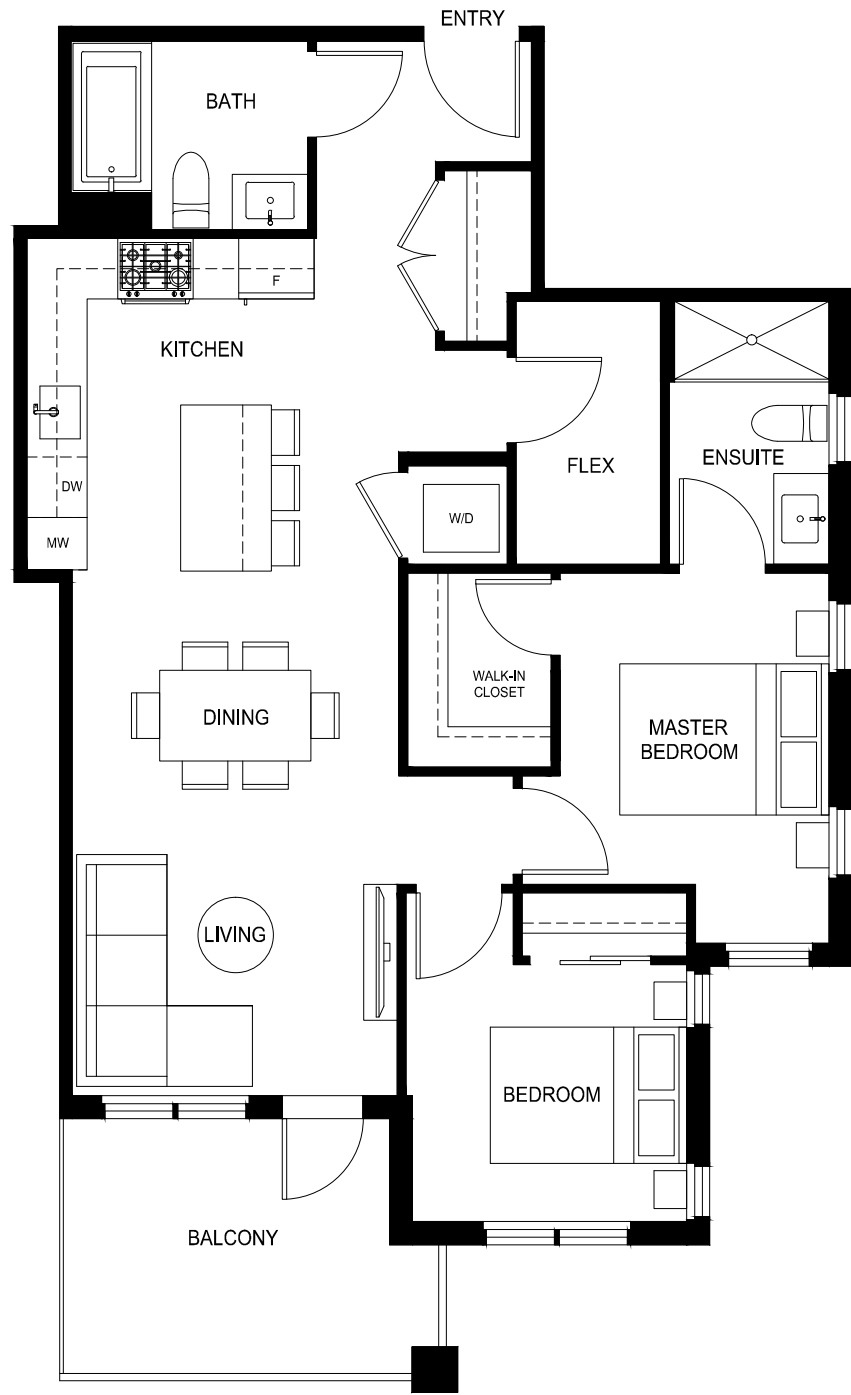 ENTRY
BATH
F
KITCHEN
FLEX
ENSUITE
DW
W/D
MW
WALK-IN
CLOSET
DINING
MASTER
BEDROOM
LIVING
BEDROOM
BALCONY